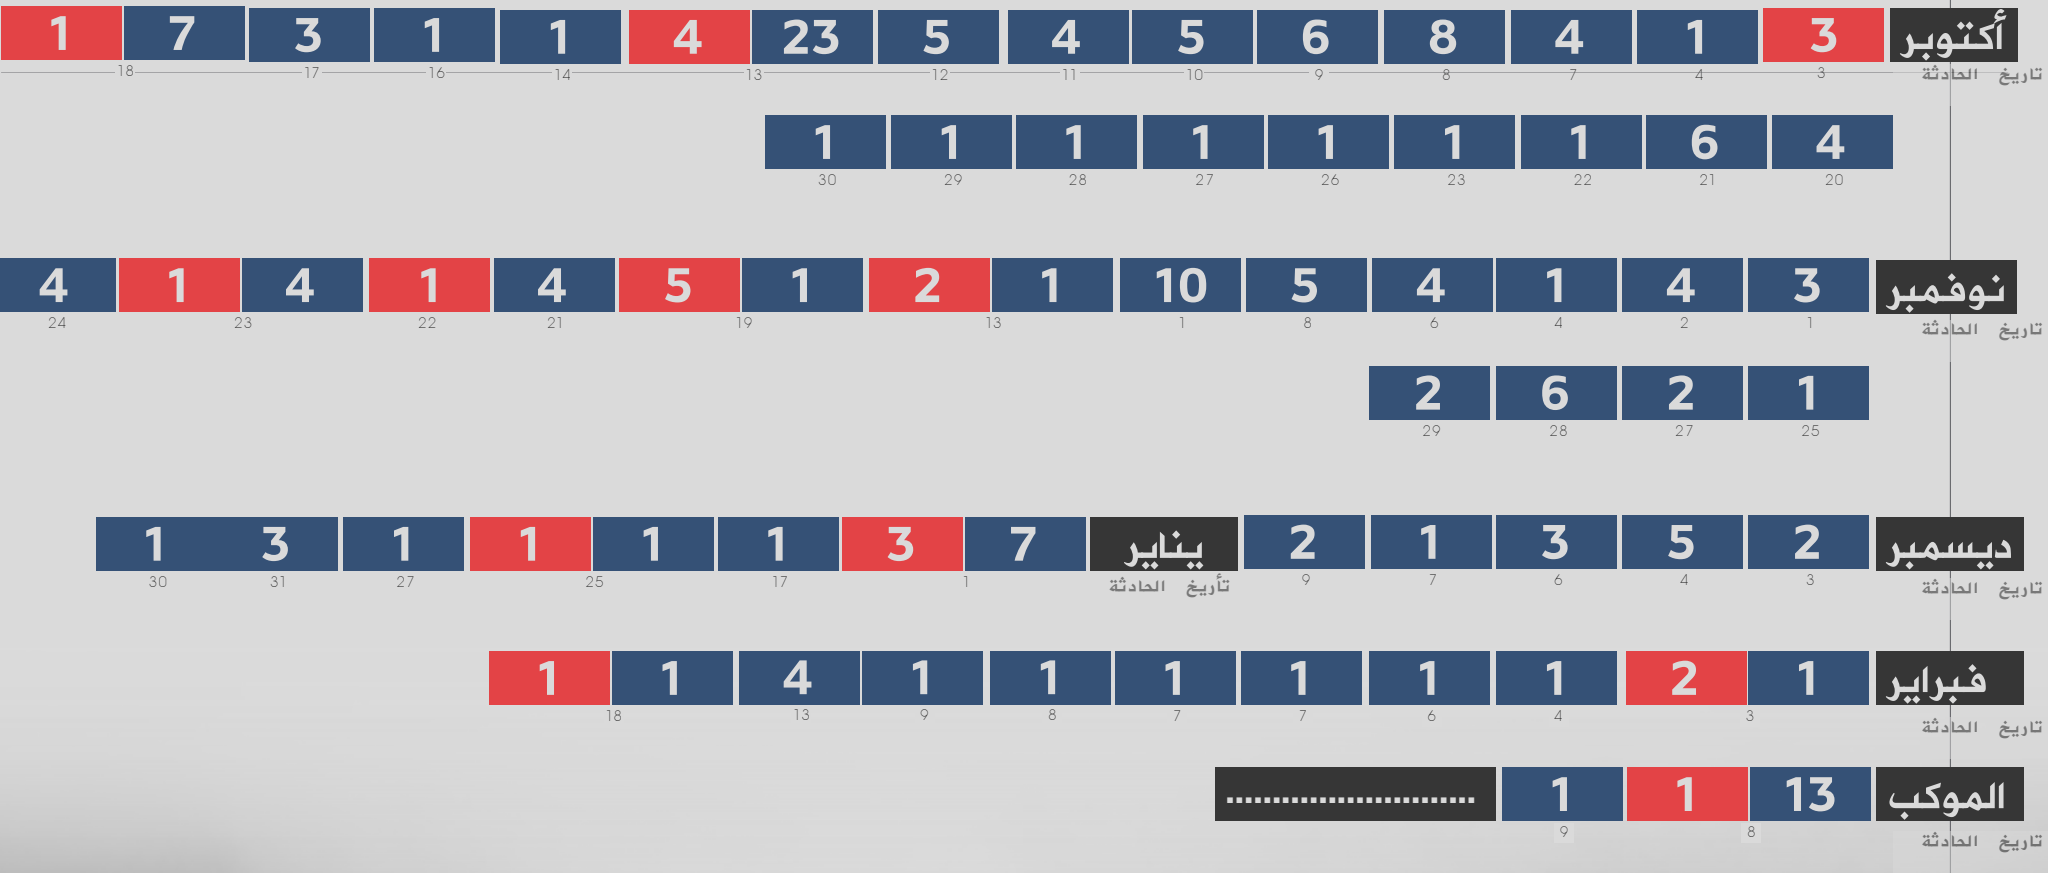 أكتوبر 3 1 4 8 6 5 4 5 23 4 1 1 3 7 1
تاريخ الحادثة 3 4 7 8 9 10 11 12 13 14 16 17 18
4 6 1 1 1 1 1 1 1
20 21 22 23 26 27 28 29 30
نوفمبر 3 4 1 4 5 10 1 2 1 5 4 1 4 1 4
تاريخ الحادثة 1 2 4 6 8 1 13 19 21 22 23 24
1 2 6 2
25 27 28 29
ديسمبر 2 5 3 1 2 يناير 7 3 1 1 1 1 3 1
تاريخ الحادثة 3 4 6 7 9 تأريخ الحادثة 1 17 25 27 31 30
فبراير 1 2 1 1 1 1 1 1 4 1 1
تاريخ الحادثة 3 4 6 7 7 8 9 13 18
الموكب 13 1 1 ...........................
تاريخ الحادثة 8 9